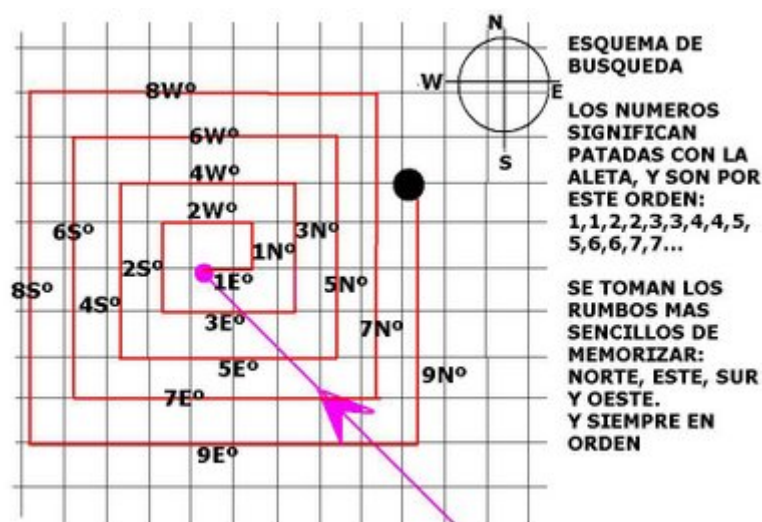 N
W
E
S
ESQUEMA DE
BUSQUEDA
LOS NUMEROS
SIGNIFICAN
PATADAS CON LA
ALETA, Y SON POR
ESTE ORDEN:
1,1,2,2,3,3,4,4,5,
5,6,6,7,7...
SE TOMAN LOS
RUMBOS MAS
SENCILLOS DE
MEMORIZAR:
NORTE, ESTE, SUR
Y OESTE.
Y SIEMPRE EN
ORDEN
8Wº
6Wº
4Wº
2Wº
6Sº
3Nº
1Nº
2Sº
1Eº
5Nº
8Sº
4Sº
3Eº
7Nº
5Eº
9Nº
7Eº
9Eº